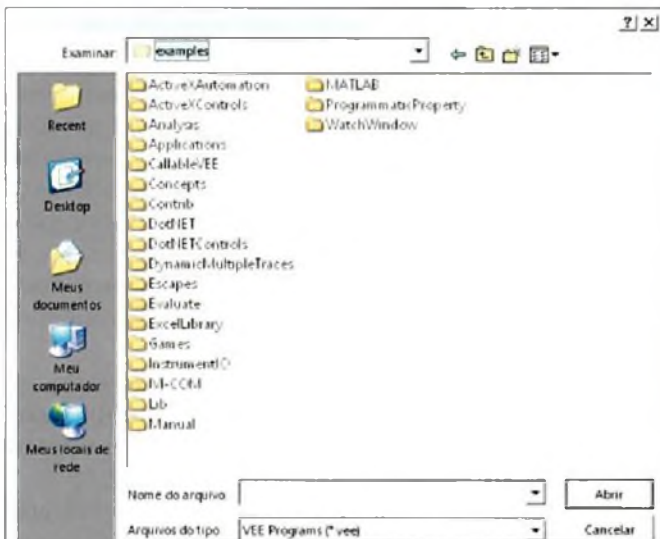 Examinar examples
ActiveXAutomation
ActiveXControls
Analysis
Applications
CallableVEE
Concepts
Contrib
DotNET
DotNETControls
DynamicMultipleTraces
Escapes
Evaluate
ExcelLibrary
Games
InstrumentIO
IVI-COM
Lib
Manual
MATLAB
ProgrammaticProperty
WatchWindow
Recent
Desktop
Meus documentos
Meu computador
Meus locais de rede
Nome do arquivo
Abrir
Arquivos do tipo VEE Programs (*.vee)
Cancelar